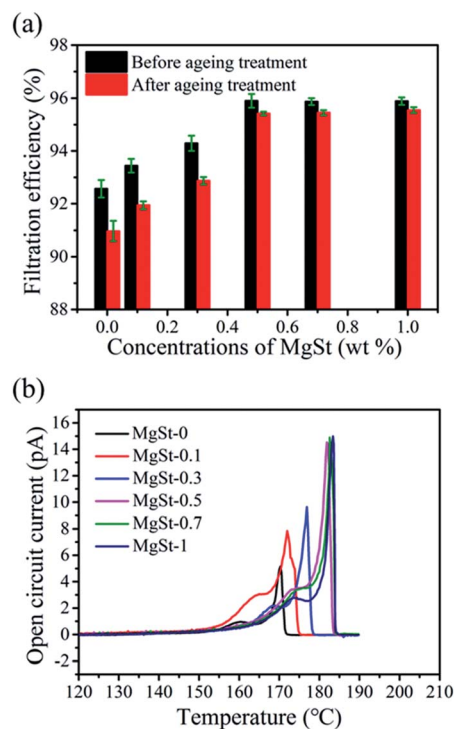 (a)
98
96
94
92
90
88
Filtration efficiency (%)
Before ageing treatment
After ageing treatment
0.0 0.2 0.4 0.6 0.8 1.0
Concentrations of MgSt (wt %)
(b)
16
14
12
10
8
6
4
2
0
-2
Open circuit current (pA)
MgSt-0
MgSt-0.1
MgSt-0.3
MgSt-0.5
MgSt-0.7
MgSt-1
120 130 140 150 160 170 180 190 200 210
Temperature (℃)